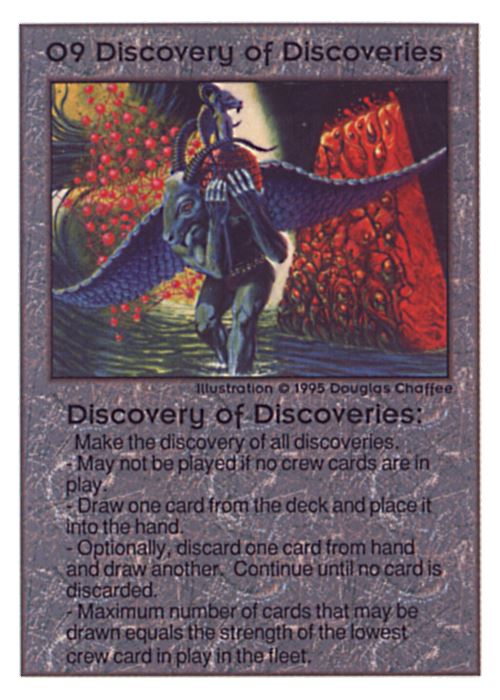 O9 Discovery of Discoveries
Illustration © 1995 Douglas Chaffee
Discovery of Discoveries:
Make the discovery of all discoveries.
- May not be played if no crew cards are in
play.
- Draw one card from the deck and place it
into the hand.
- Optionally, discard one card from hand
and draw another.  Continue until no card is
discarded.
- Maximum number of cards that may be
drawn equals the strength of the lowest
crew card in play in the fleet.